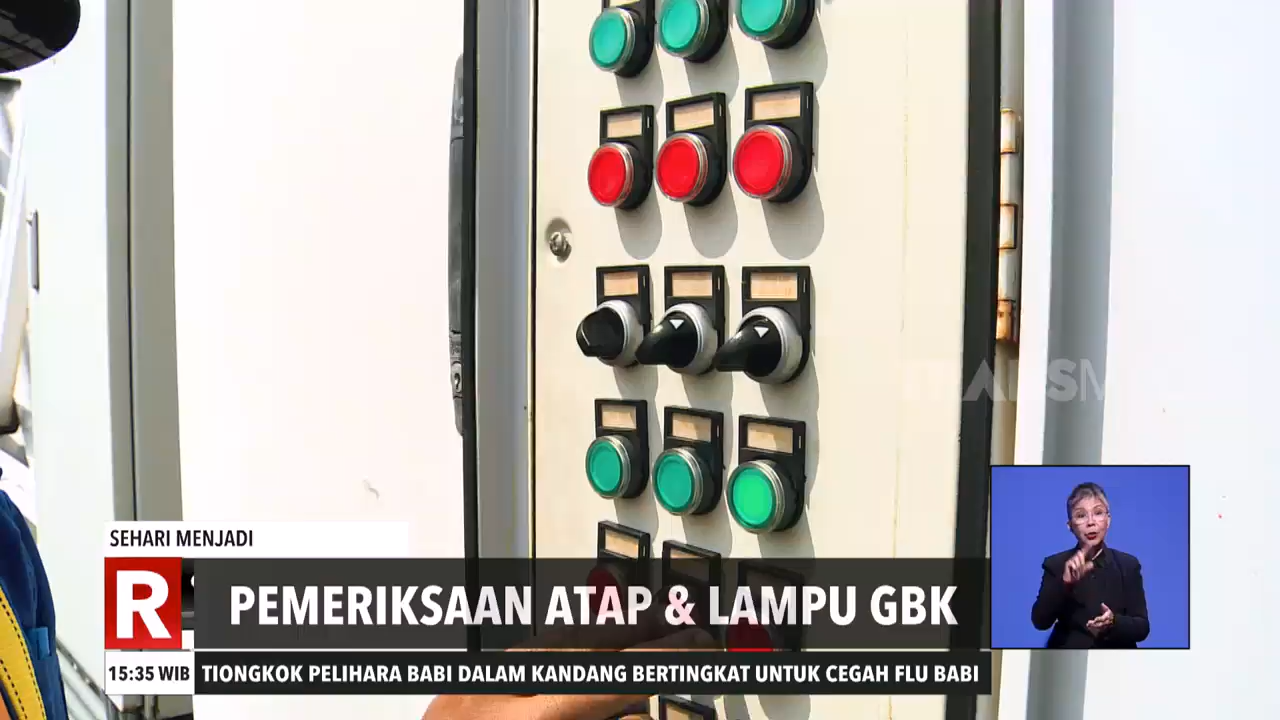 TRANSM
SEHARI MENJADI
R
PEMERIKSAAN ATAP & LAMPU GBK
15:35 WIB
TIONGKOK PELIHARA BABI DALAM KANDANG BERTINGKAT UNTUK CEGAH FLU BABI